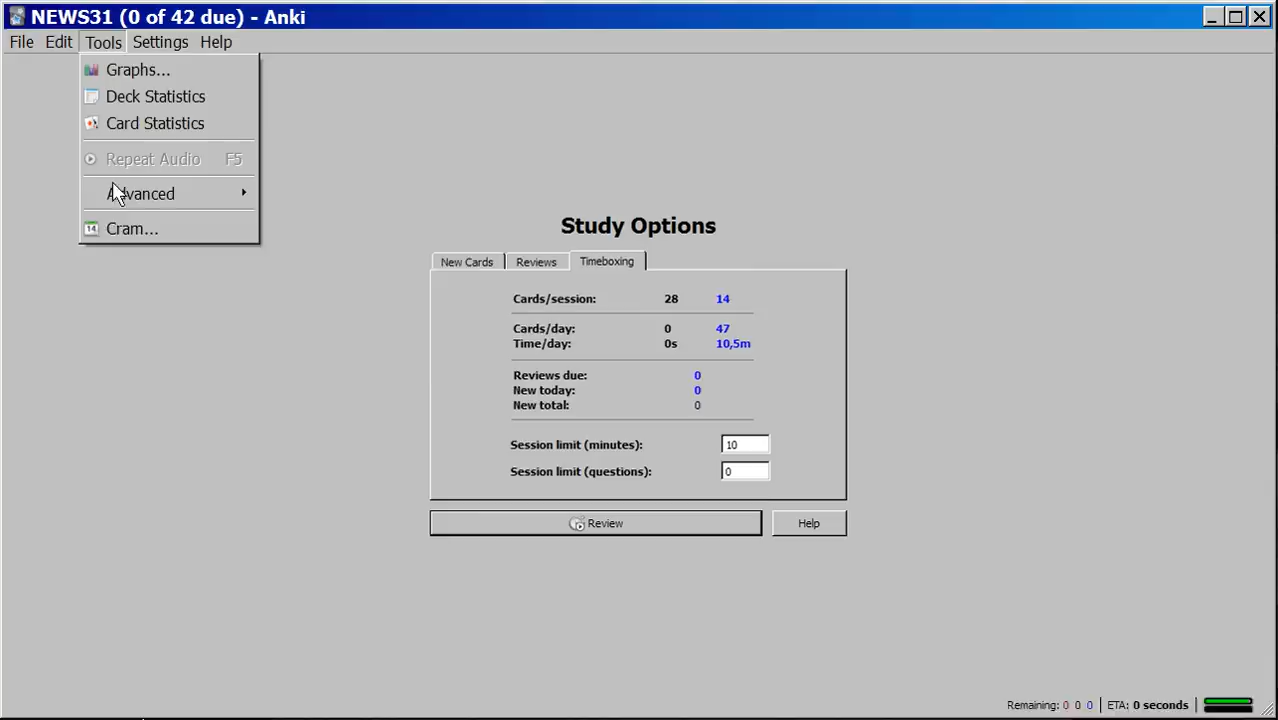 NEWS31 (0 of 42 due) - Anki
File Edit Tools Settings Help
Graphs...
Deck Statistics
Card Statistics
Repeat Audio F5
Advanced
14 Cram...
Study Options
New Cards Reviews Timeboxing
Cards/session: 28 14
Cards/day: 0 47
Time/day: 0s 10,5m
Reviews due: 0
New today: 0
New total: 0
Session limit (minutes): 10
Session limit (questions): 0
Review Help
Remaining: 0 0 0 ETA: 0 seconds